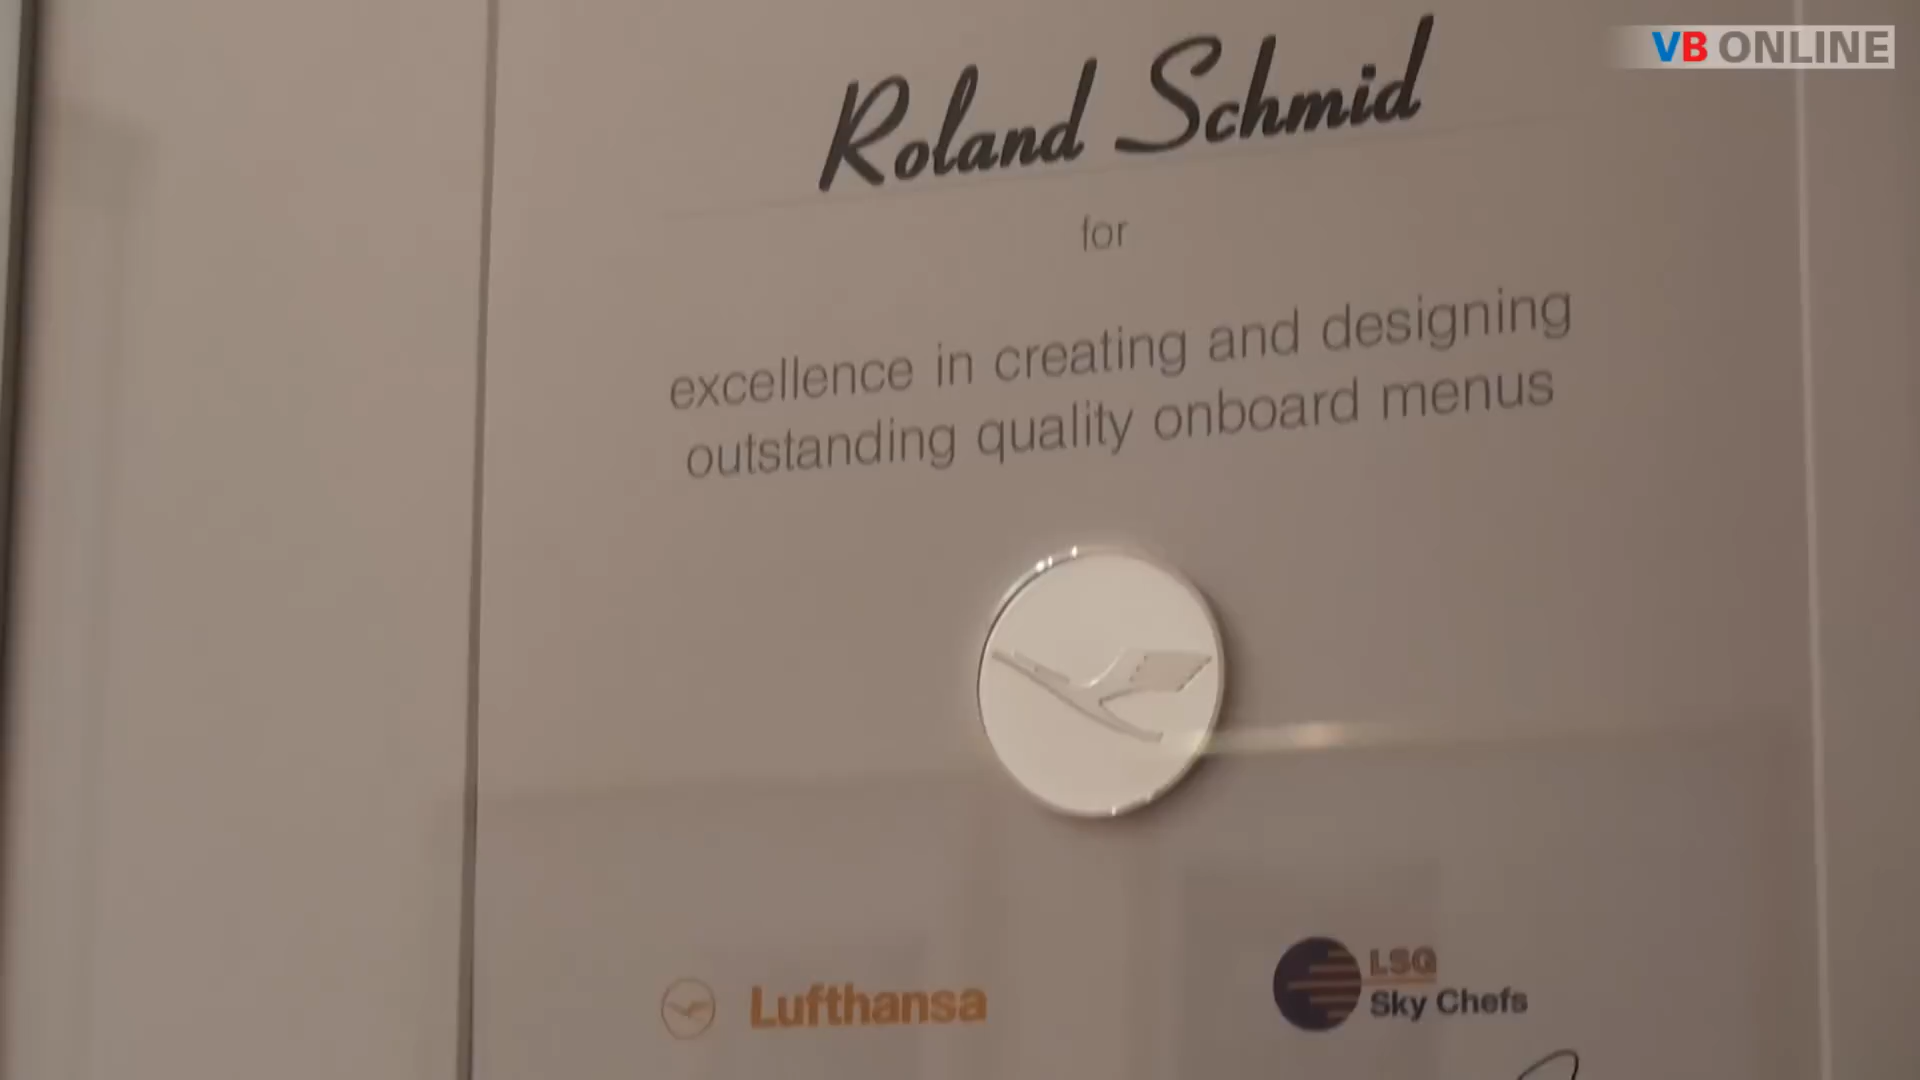 VB ONLINE
Roland Schmid
for
excellence in creating and designing
outstanding quality onboard menus
Lufthansa
LSG
Sky Chefs